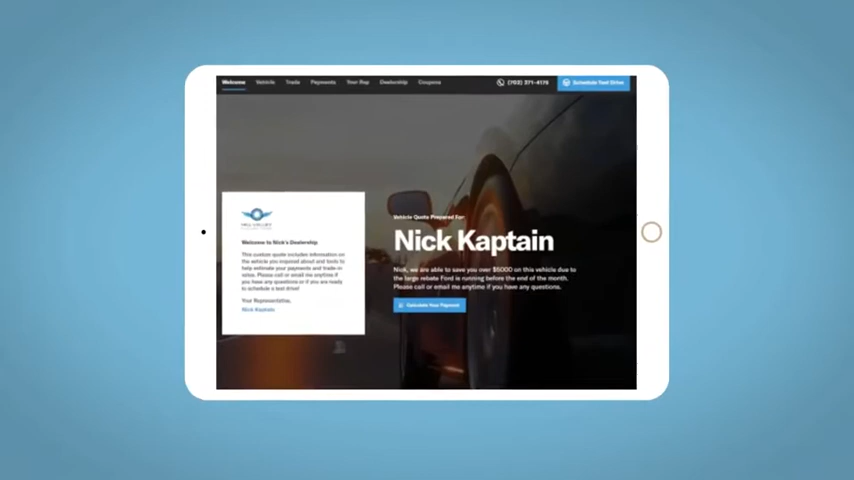 Welcome Vehicle Trade Payments Your Rep Dealership Coupons (702) 371-4175 Schedule Test Drive
Vehicle Quote Prepared For:
Nick Kaptain
Nick, we are able to save you over $6000 on this vehicle due to
the large rebate Ford is running before the end of the month.
Please call or email me anytime if you have any questions.
Calculate Your Payment
HILL VALLEY
Welcome to Nick's Dealership
This custom quote includes information on
the vehicle you inquired about and tools to
help estimate your payments and trade-in
value. Please call or email me anytime if
you have any questions or if you are ready
to schedule a test drive!
Your Representative,
Nick Kaptain